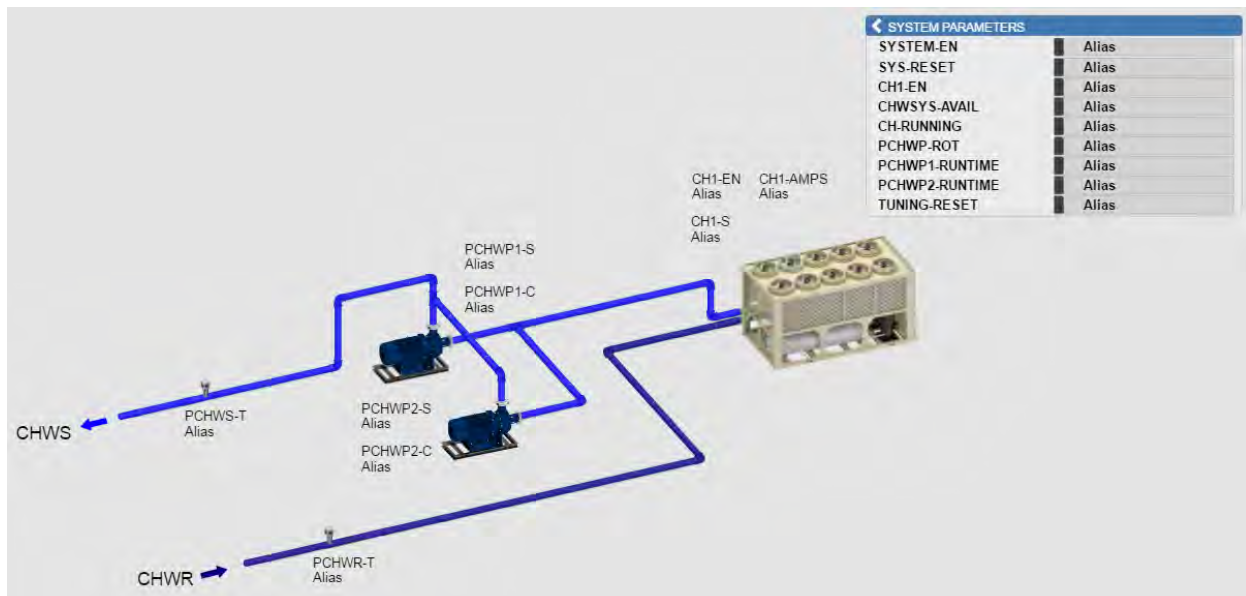 SYSTEM PARAMETERS
SYSTEM-EN Alias
SYS-RESET Alias
CH1-EN Alias
CHWSYS-AVAIL Alias
CH-RUNNING Alias
PCHWP-ROT Alias
PCHWP1-RUNTIME Alias
PCHWP2-RUNTIME Alias
TUNING-RESET Alias
CH1-EN CH1-AMPS
Alias Alias
CH1-S
Alias
PCHWP1-S
Alias
PCHWP1-C
Alias
PCHWS-T
Alias
PCHWP2-S
Alias
PCHWP2-C
Alias
CHWS
PCHWR-T
Alias
CHWR